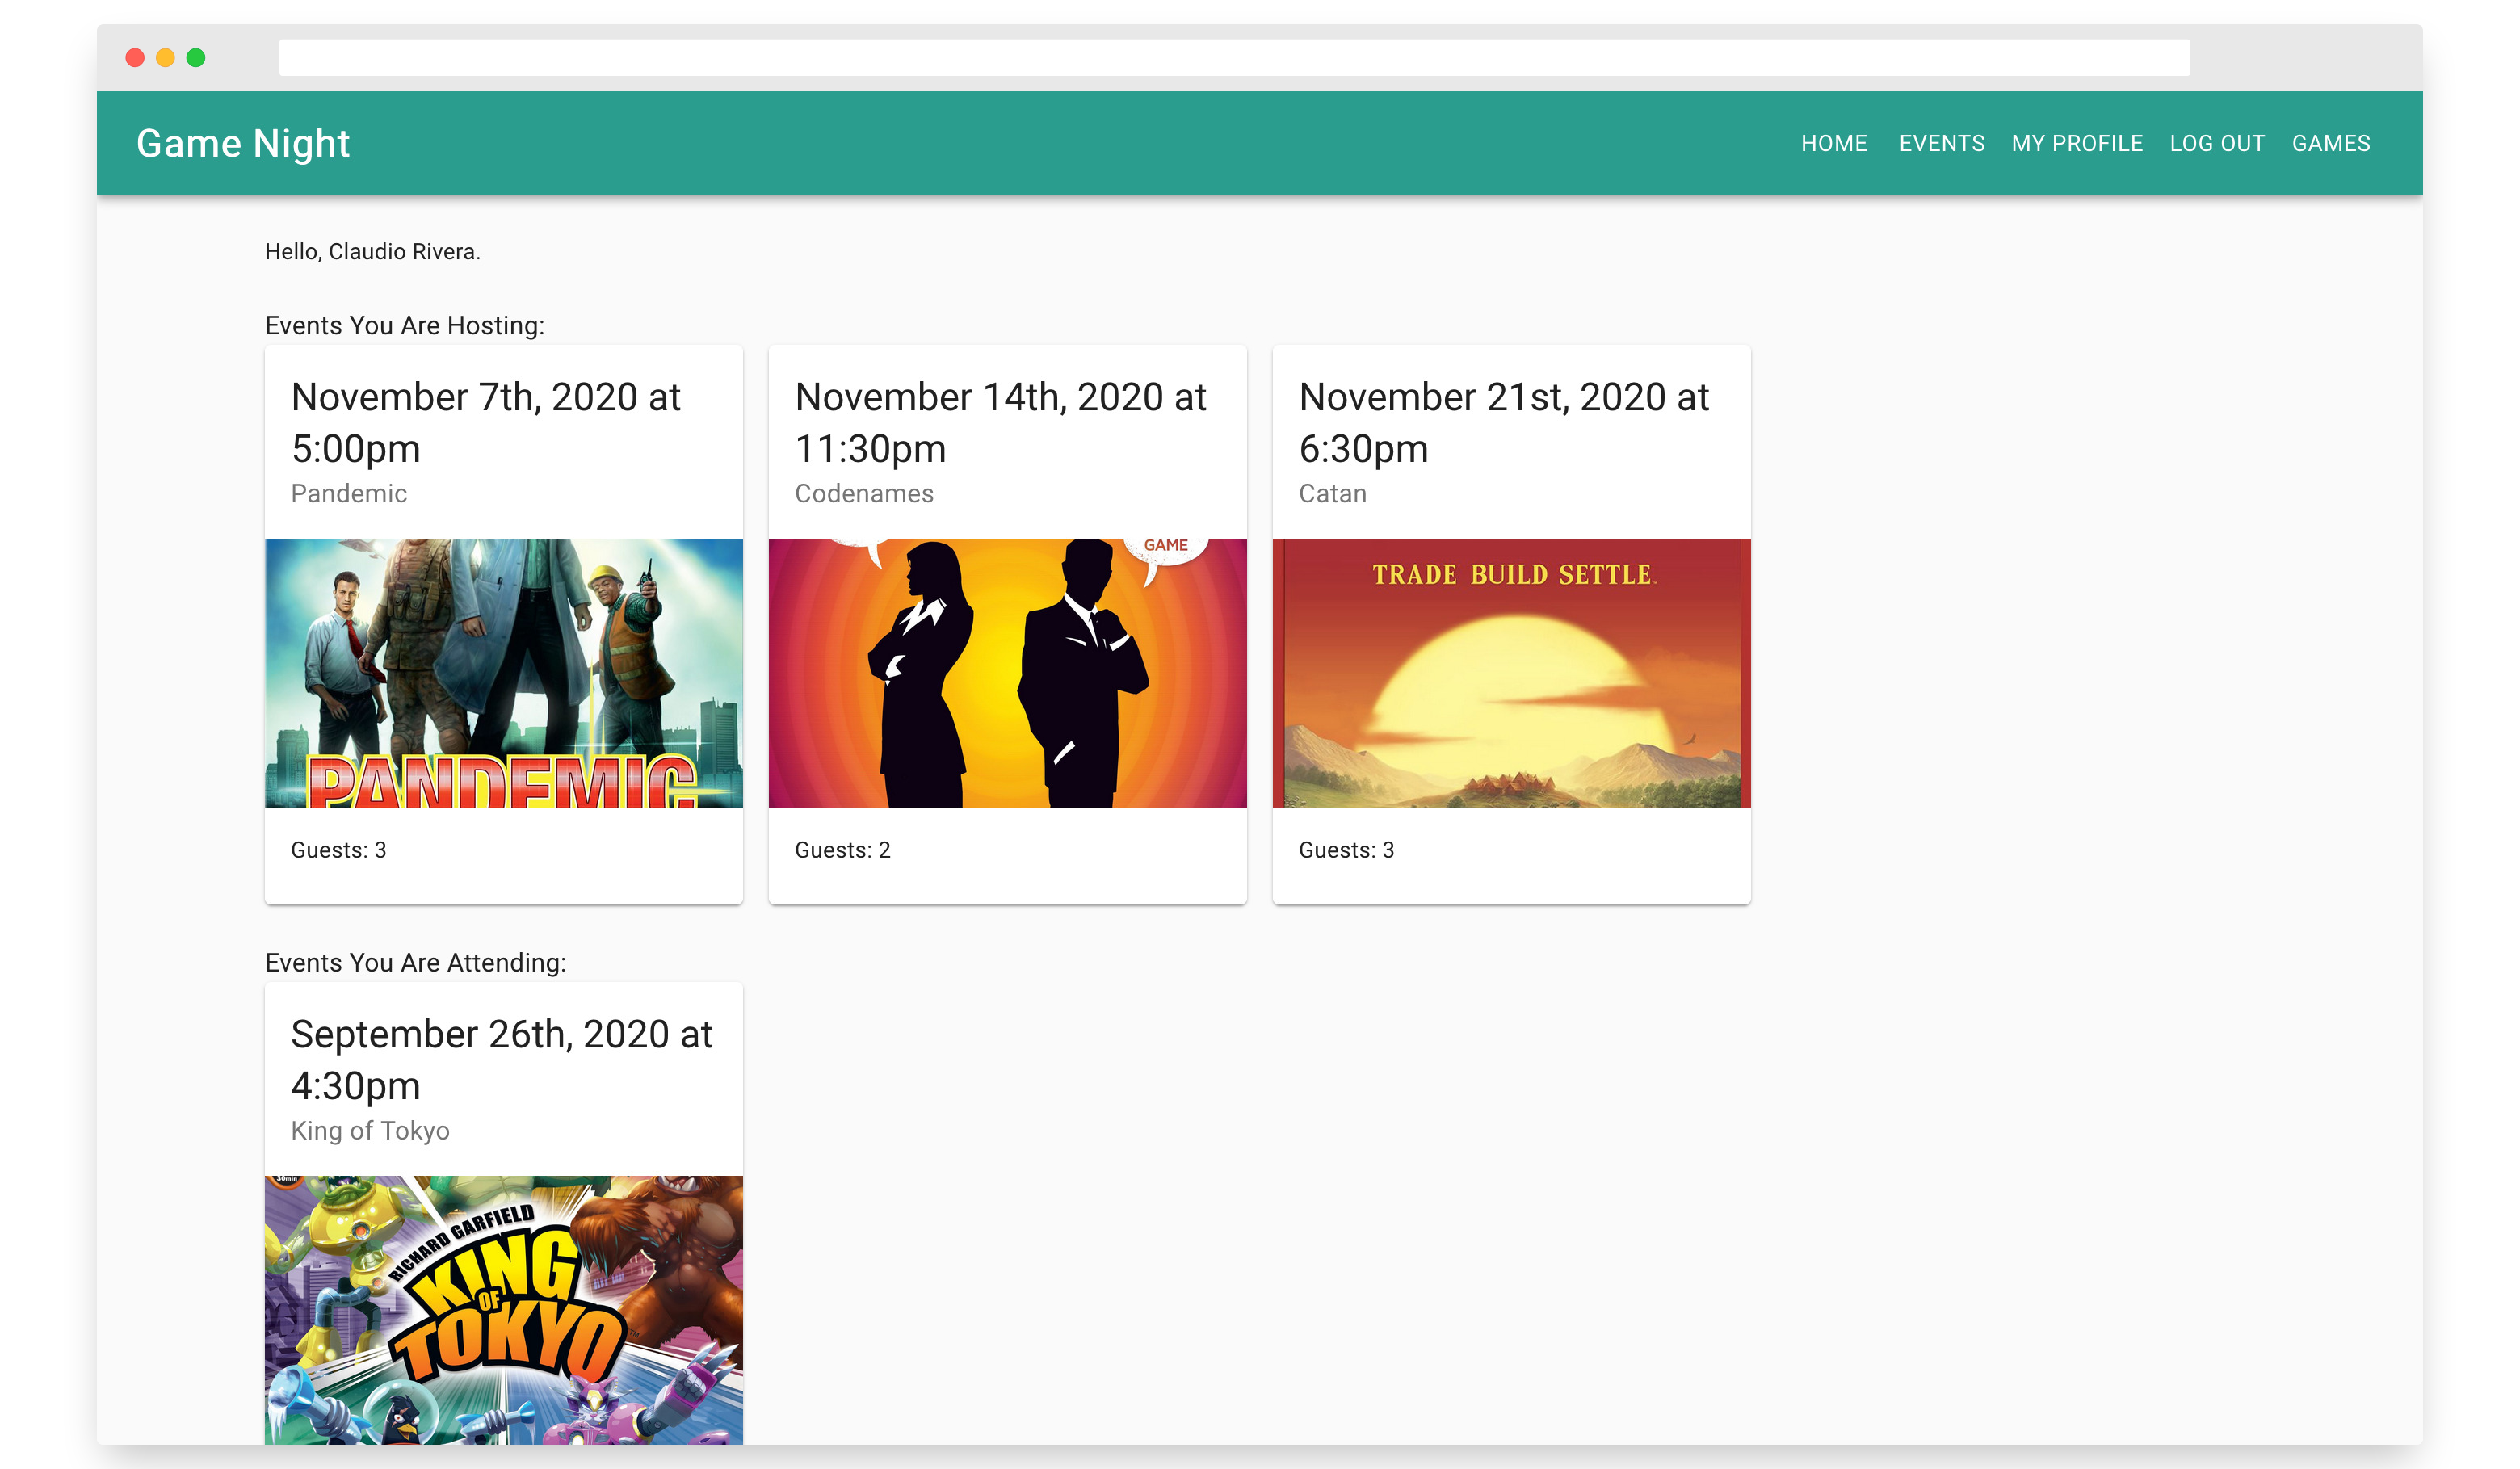 Game Night
HOME EVENTS MY PROFILE LOG OUT GAMES
Hello, Claudio Rivera.
Events You Are Hosting:
November 7th, 2020 at
5:00pm
Pandemic
PANDEMIC
Guests: 3
November 14th, 2020 at
11:30pm
Codenames
GAME
Guests: 2
November 21st, 2020 at
6:30pm
Catan
TRADE BUILD SETTLE™
Guests: 3
Events You Are Attending:
September 26th, 2020 at
4:30pm
King of Tokyo
30min
RICHARD GARFIELD
KING
OF
TOKYO™